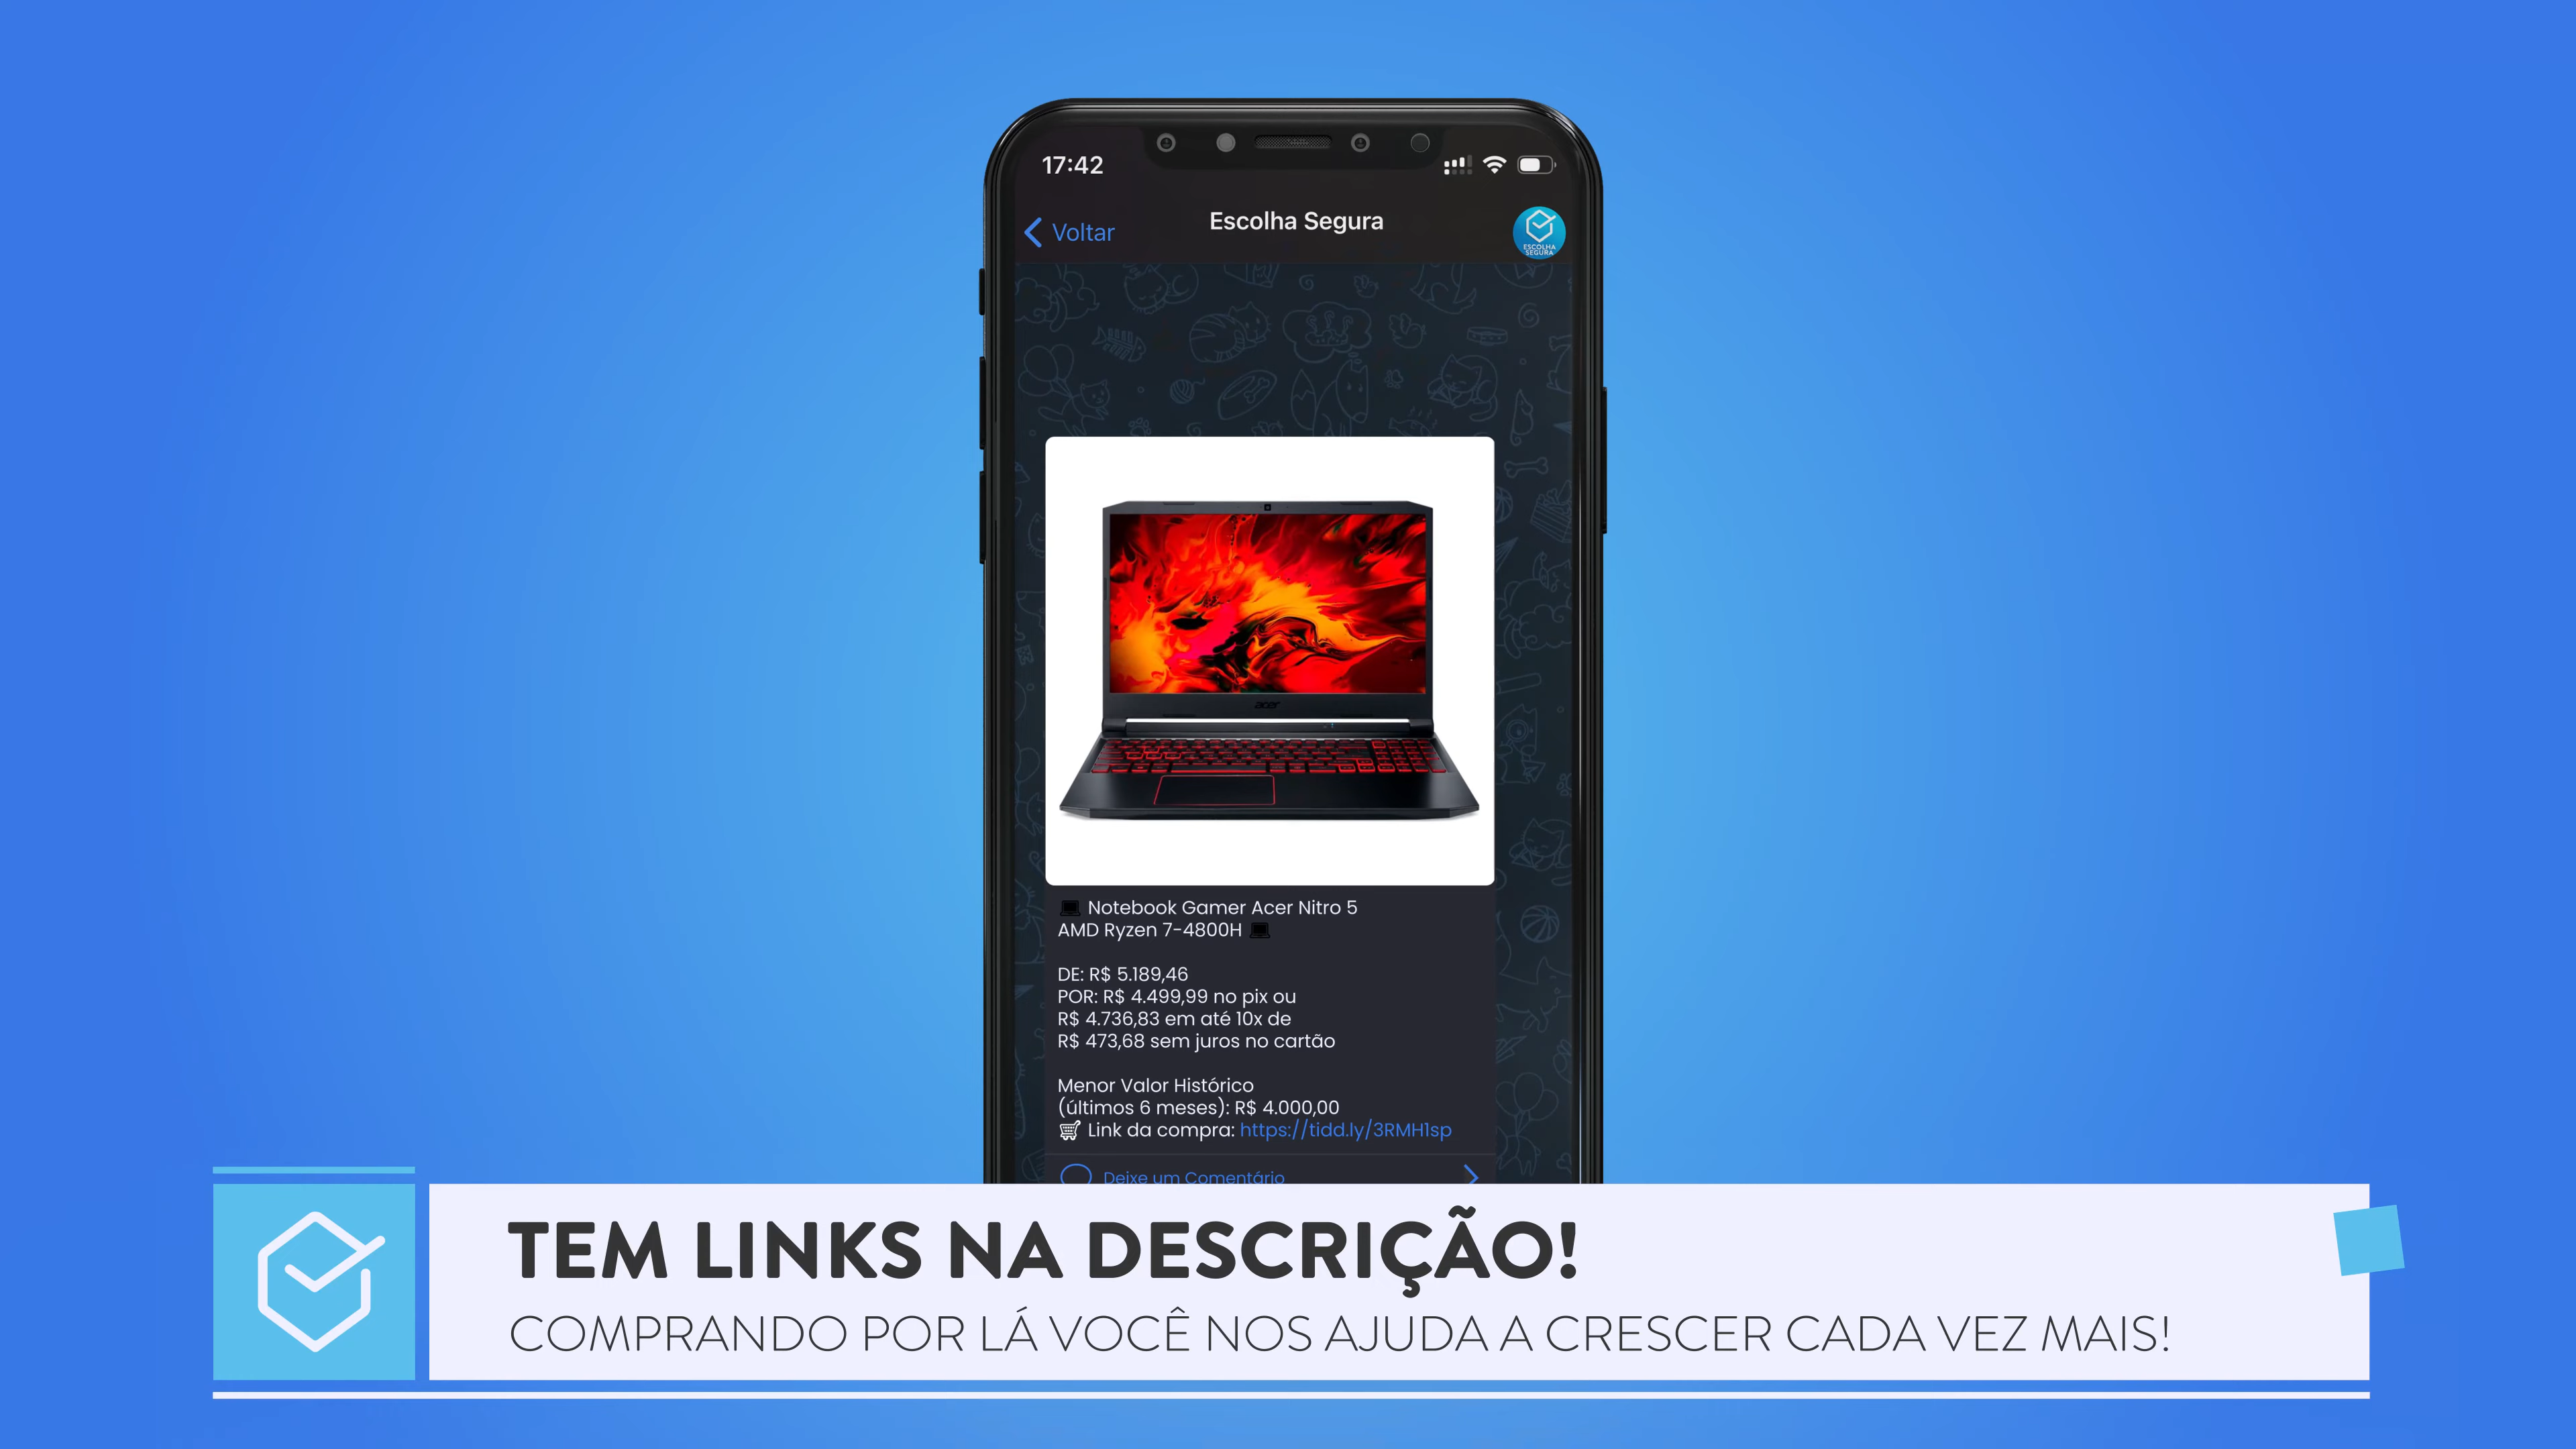 17:42
Voltar
Escolha Segura
ESCOLHA
SEGURA
acer
Notebook Gamer Acer Nitro 5
AMD Ryzen 7-4800H
DE: R$ 5.189,46
POR: R$ 4.499,99 no pix ou
R$ 4.736,83 em até 10x de
R$ 473,68 sem juros no cartão
Menor Valor Histórico
(últimos 6 meses): R$ 4.000,00
Link da compra: https://tidd.ly/3RMH1sp
Deixe um Comentário
TEM LINKS NA DESCRIÇÃO!
COMPRANDO POR LÁ VOCÊ NOS AJUDA A CRESCER CADA VEZ MAIS!